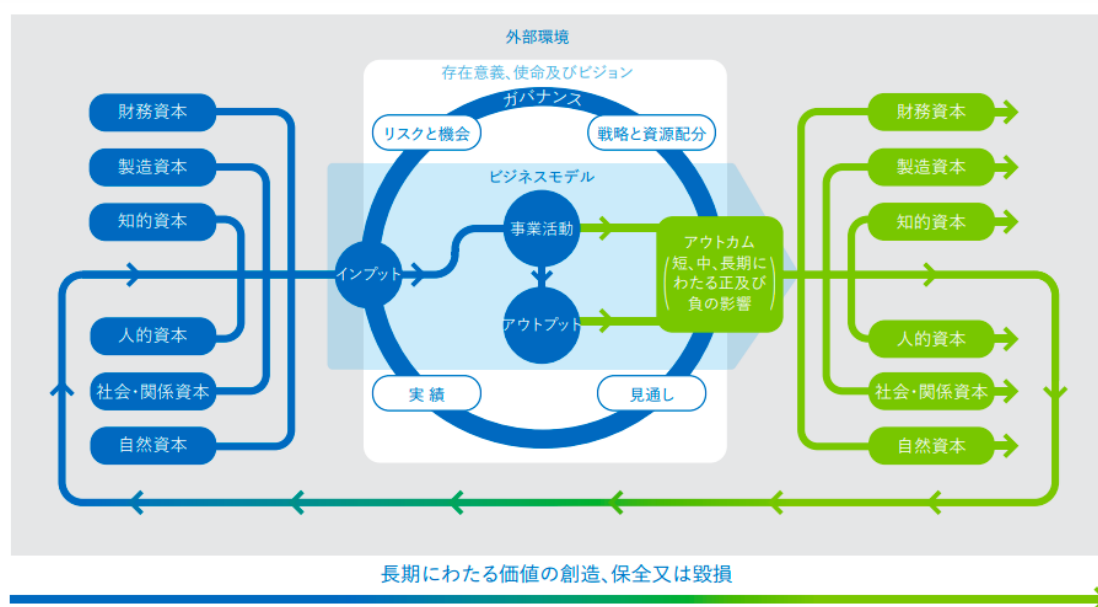 外部環境
存在意義、使命及びビジョン
ガバナンス
リスクと機会
戦略と資源配分
ビジネスモデル
財務資本
製造資本
知的資本
人的資本
社会・関係資本
自然資本
インプット
事業活動
アウトプット
アウトカム
(短、中、長期に
わたる正及び
負の影響)
実績
見通し
財務資本
製造資本
知的資本
人的資本
社会・関係資本
自然資本
長期にわたる価値の創造、保全又は毀損